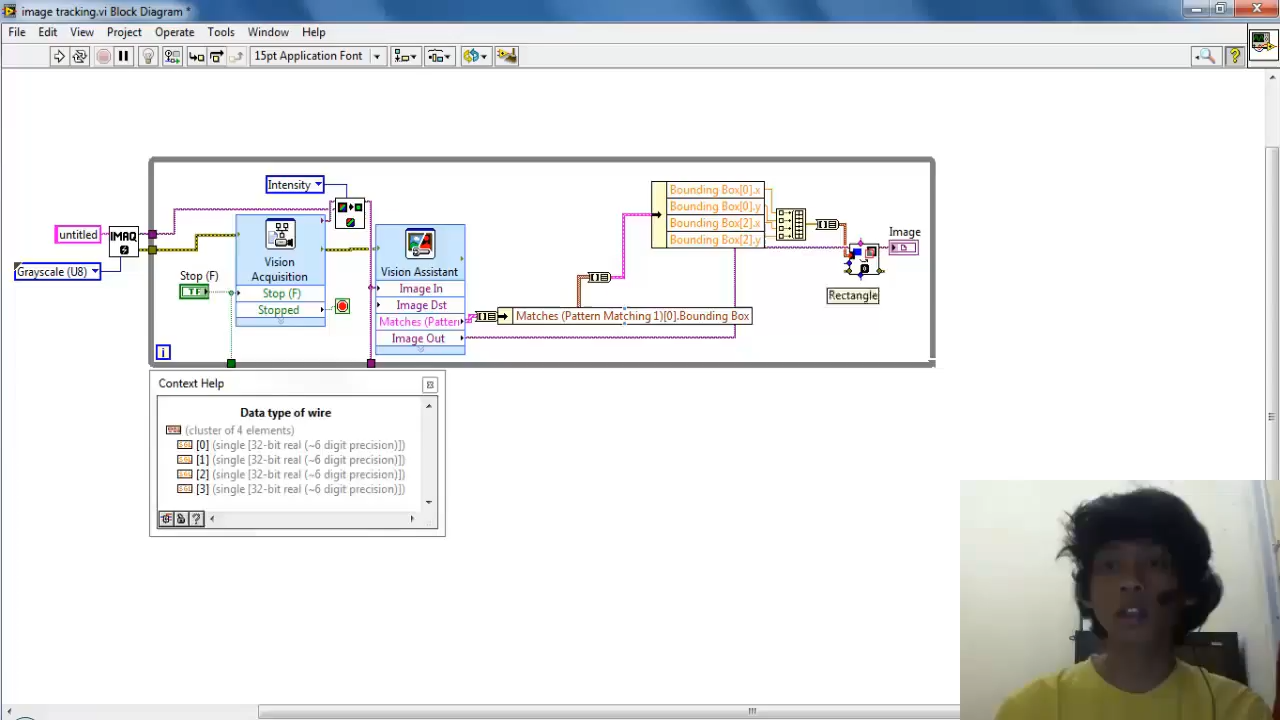 image tracking.vi Block Diagram *
File Edit View Project Operate Tools Window Help
15pt Application Font
untitled
IMAQ
Grayscale (U8)
Intensity
Stop (F)
TF
Vision
Acquisition
Stop (F)
Stopped
Vision Assistant
Image In
Image Dst
Matches (Pattern
Image Out
Matches (Pattern Matching 1)[0].Bounding Box
Bounding Box[0].x
Bounding Box[0].y
Bounding Box[2].x
Bounding Box[2].y
Image
Rectangle
i
Context Help
Data type of wire
(cluster of 4 elements)
[0] (single [32-bit real (~6 digit precision)])
[1] (single [32-bit real (~6 digit precision)])
[2] (single [32-bit real (~6 digit precision)])
[3] (single [32-bit real (~6 digit precision)])